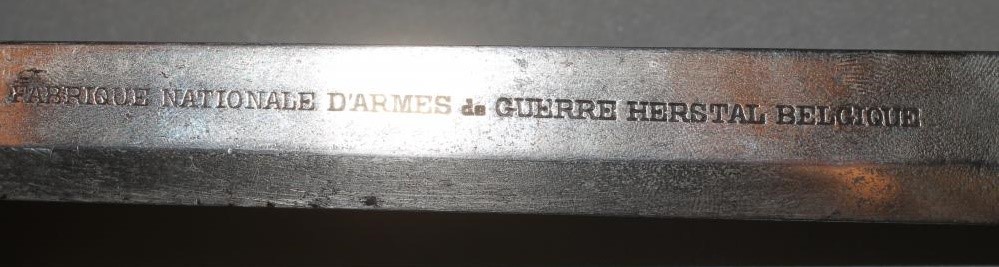 FABRIQUE NATIONALE D'ARMES de GUERRE HERSTAL BELGIQUE